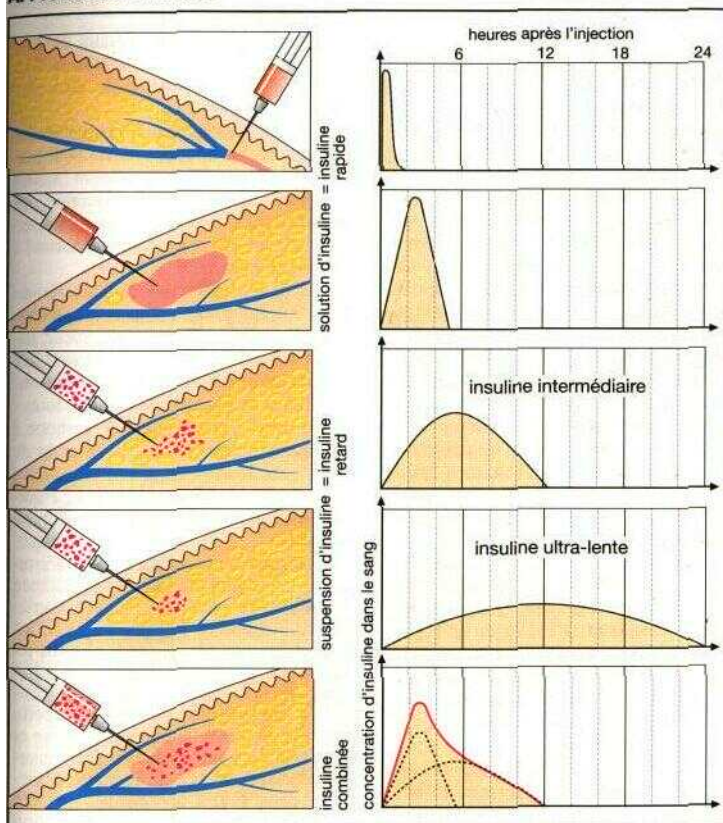 heures après l'injection
6 12 18 24
solution d'insuline = insuline
rapide
insuline intermédiaire
suspension d'insuline = insuline
retard
insuline ultra-lente
concentration d'insuline dans le sang
insuline
combinée